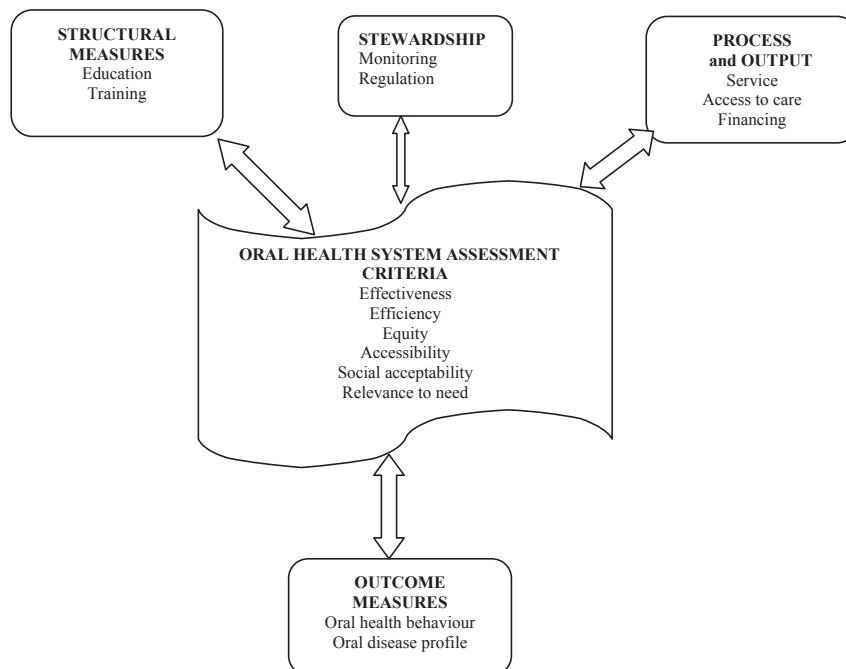 STRUCTURAL
MEASURES
Education
Training
STEWARDSHIP
Monitoring
Regulation
PROCESS
and OUTPUT
Service
Access to care
Financing
ORAL HEALTH SYSTEM ASSESSMENT
CRITERIA
Effectiveness
Efficiency
Equity
Accessibility
Social acceptability
Relevance to need
OUTCOME
MEASURES
Oral health behaviour
Oral disease profile